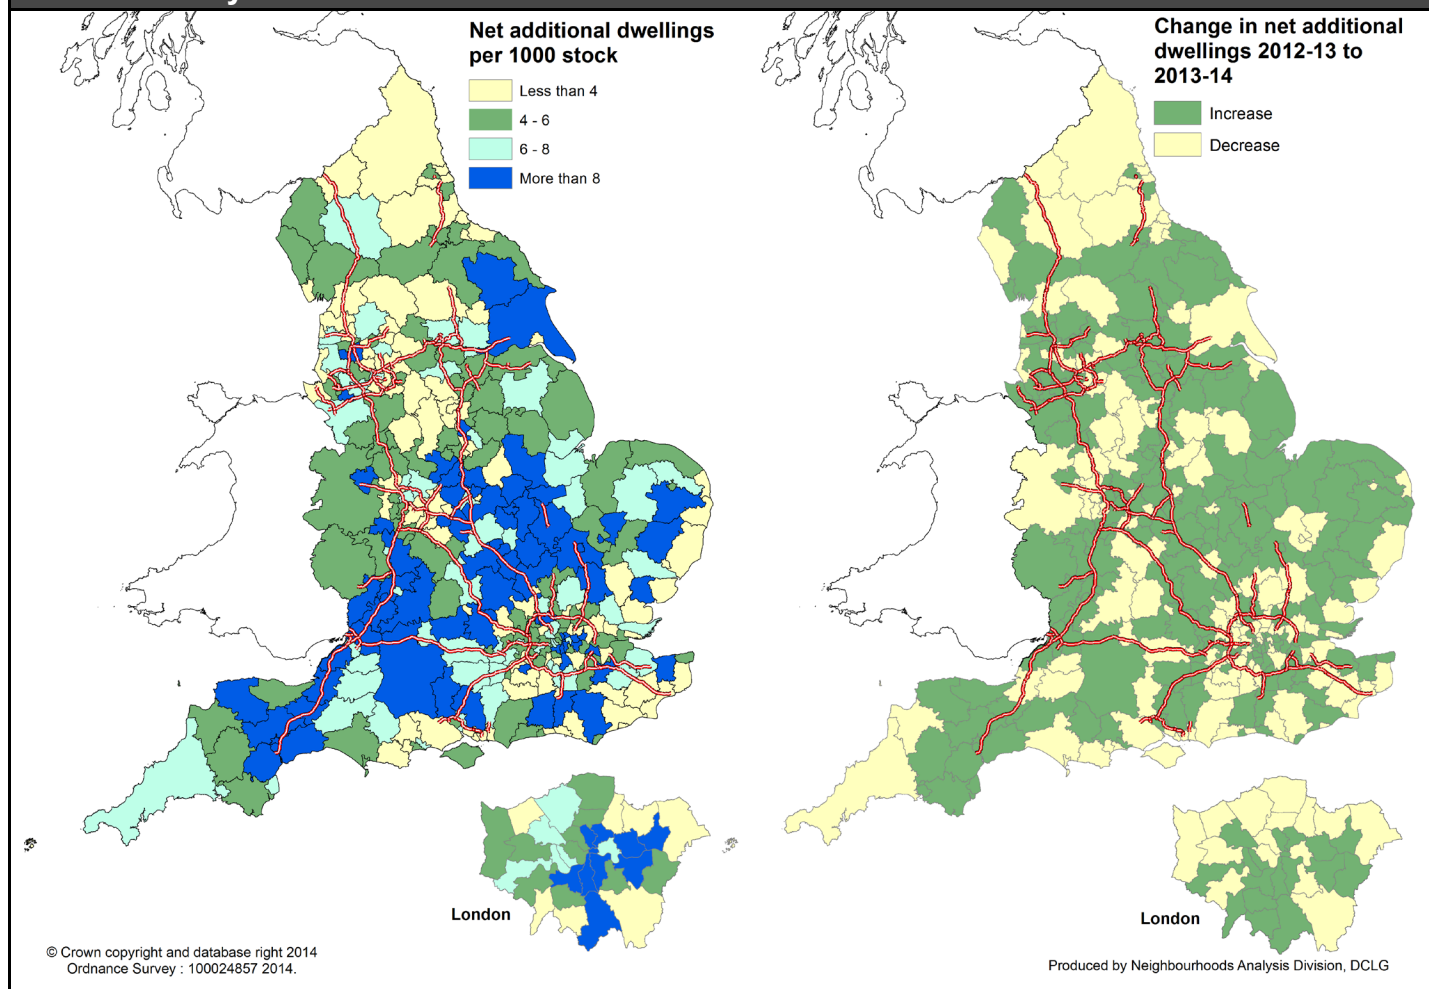 Net additional dwellings
per 1000 stock
Less than 4
4 - 6
6 - 8
More than 8
London
© Crown copyright and database right 2014
Ordnance Survey : 100024857 2014.
Change in net additional
dwellings 2012-13 to
2013-14
Increase
Decrease
London
Produced by Neighbourhoods Analysis Division, DCLG